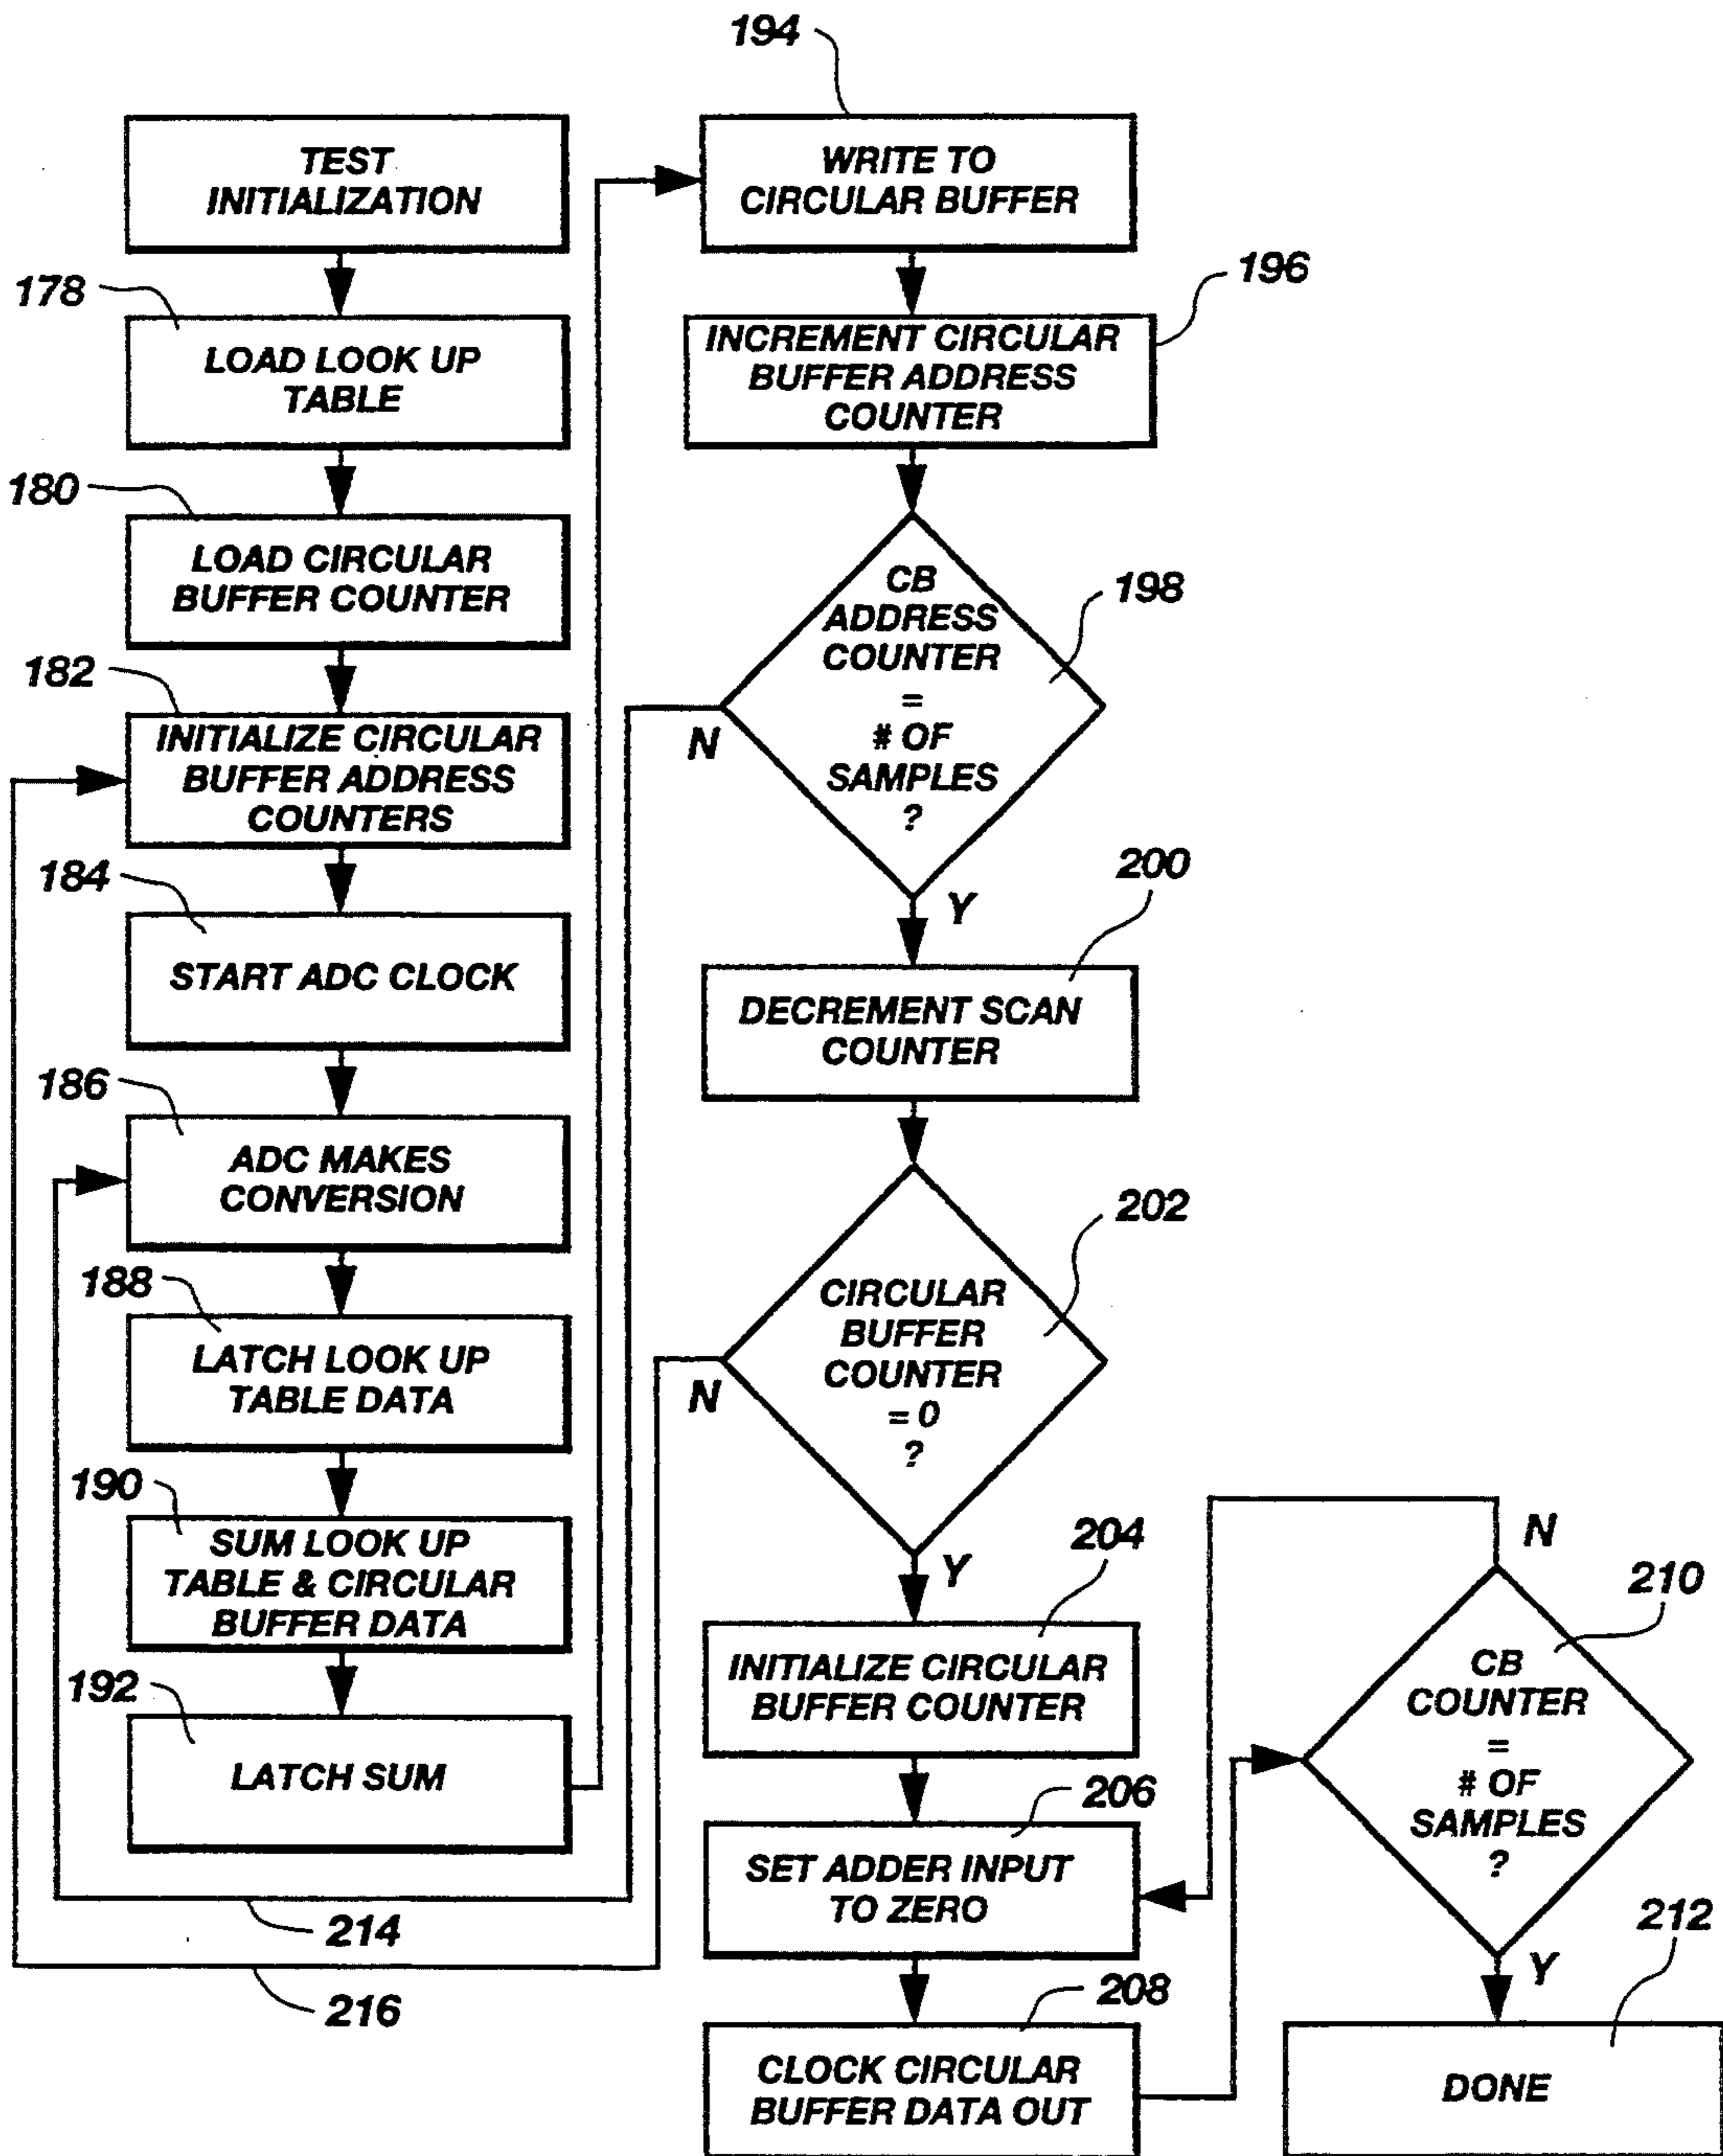 TEST
INITIALIZATION
178
LOAD LOOK UP
TABLE
180
LOAD CIRCULAR
BUFFER COUNTER
182
INITIALIZE CIRCULAR
BUFFER ADDRESS
COUNTERS
184
START ADC CLOCK
186
ADC MAKES
CONVERSION
188
LATCH LOOK UP
TABLE DATA
190
SUM LOOK UP
TABLE & CIRCULAR
BUFFER DATA
192
LATCH SUM
214
216
194
WRITE TO
CIRCULAR BUFFER
196
INCREMENT CIRCULAR
BUFFER ADDRESS
COUNTER
198
CB
ADDRESS
COUNTER
=
# OF
SAMPLES
?
N
Y
200
DECREMENT SCAN
COUNTER
202
CIRCULAR
BUFFER
COUNTER
= 0
?
N
Y
204
INITIALIZE CIRCULAR
BUFFER COUNTER
206
SET ADDER INPUT
TO ZERO
208
CLOCK CIRCULAR
BUFFER DATA OUT
N
210
CB
COUNTER
=
# OF
SAMPLES
?
Y
212
DONE